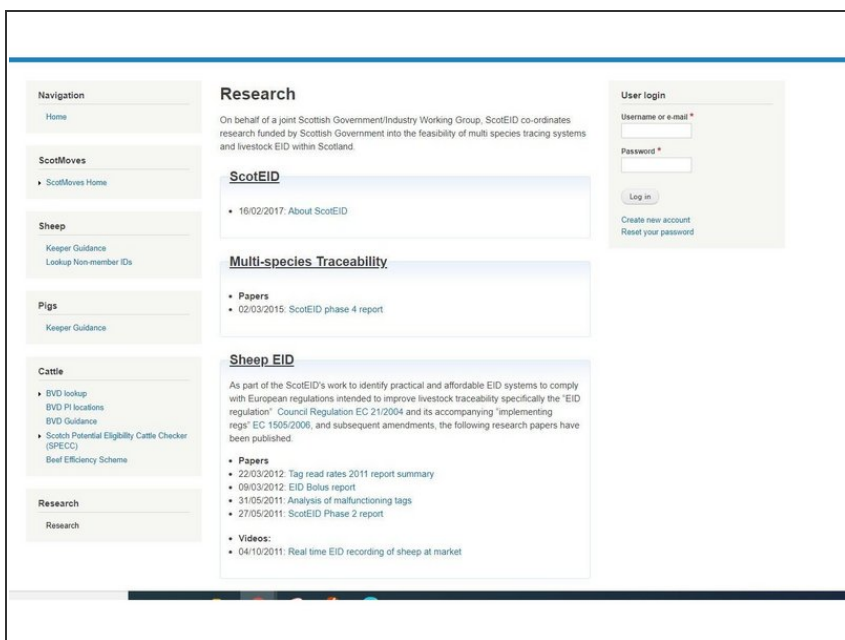 Navigation
Home
ScotMoves
ScotMoves Home
Sheep
Keeper Guidance
Lookup Non-member IDs
Pigs
Keeper Guidance
Cattle
BVD lookup
BVD PI locations
BVD Guidance
Scotch Potential Eligibility Cattle Checker
(SPECC)
Beef Efficiency Scheme
Research
Research
Research
On behalf of a joint Scottish Government/Industry Working Group, ScotEID co-ordinates
research funded by Scottish Government into the feasibility of multi species tracing systems
and livestock EID within Scotland.
ScotEID
• 16/02/2017: About ScotEID
Multi-species Traceability
• Papers
• 02/03/2015: ScotEID phase 4 report
Sheep EID
As part of the ScotEID's work to identify practical and affordable EID systems to comply
with European regulations intended to improve livestock traceability specifically the "EID
regulation" Council Regulation EC 21/2004 and its accompanying "implementing
regs" EC 1505/2006, and subsequent amendments, the following research papers have
been published.
• Papers
• 22/03/2012: Tag read rates 2011 report summary
• 09/03/2012: EID Bolus report
• 31/05/2011: Analysis of malfunctioning tags
• 27/05/2011: ScotEID Phase 2 report
• Videos:
• 04/10/2011: Real time EID recording of sheep at market
User login
Username or e-mail *
Password *
Log in
Create new account
Reset your password